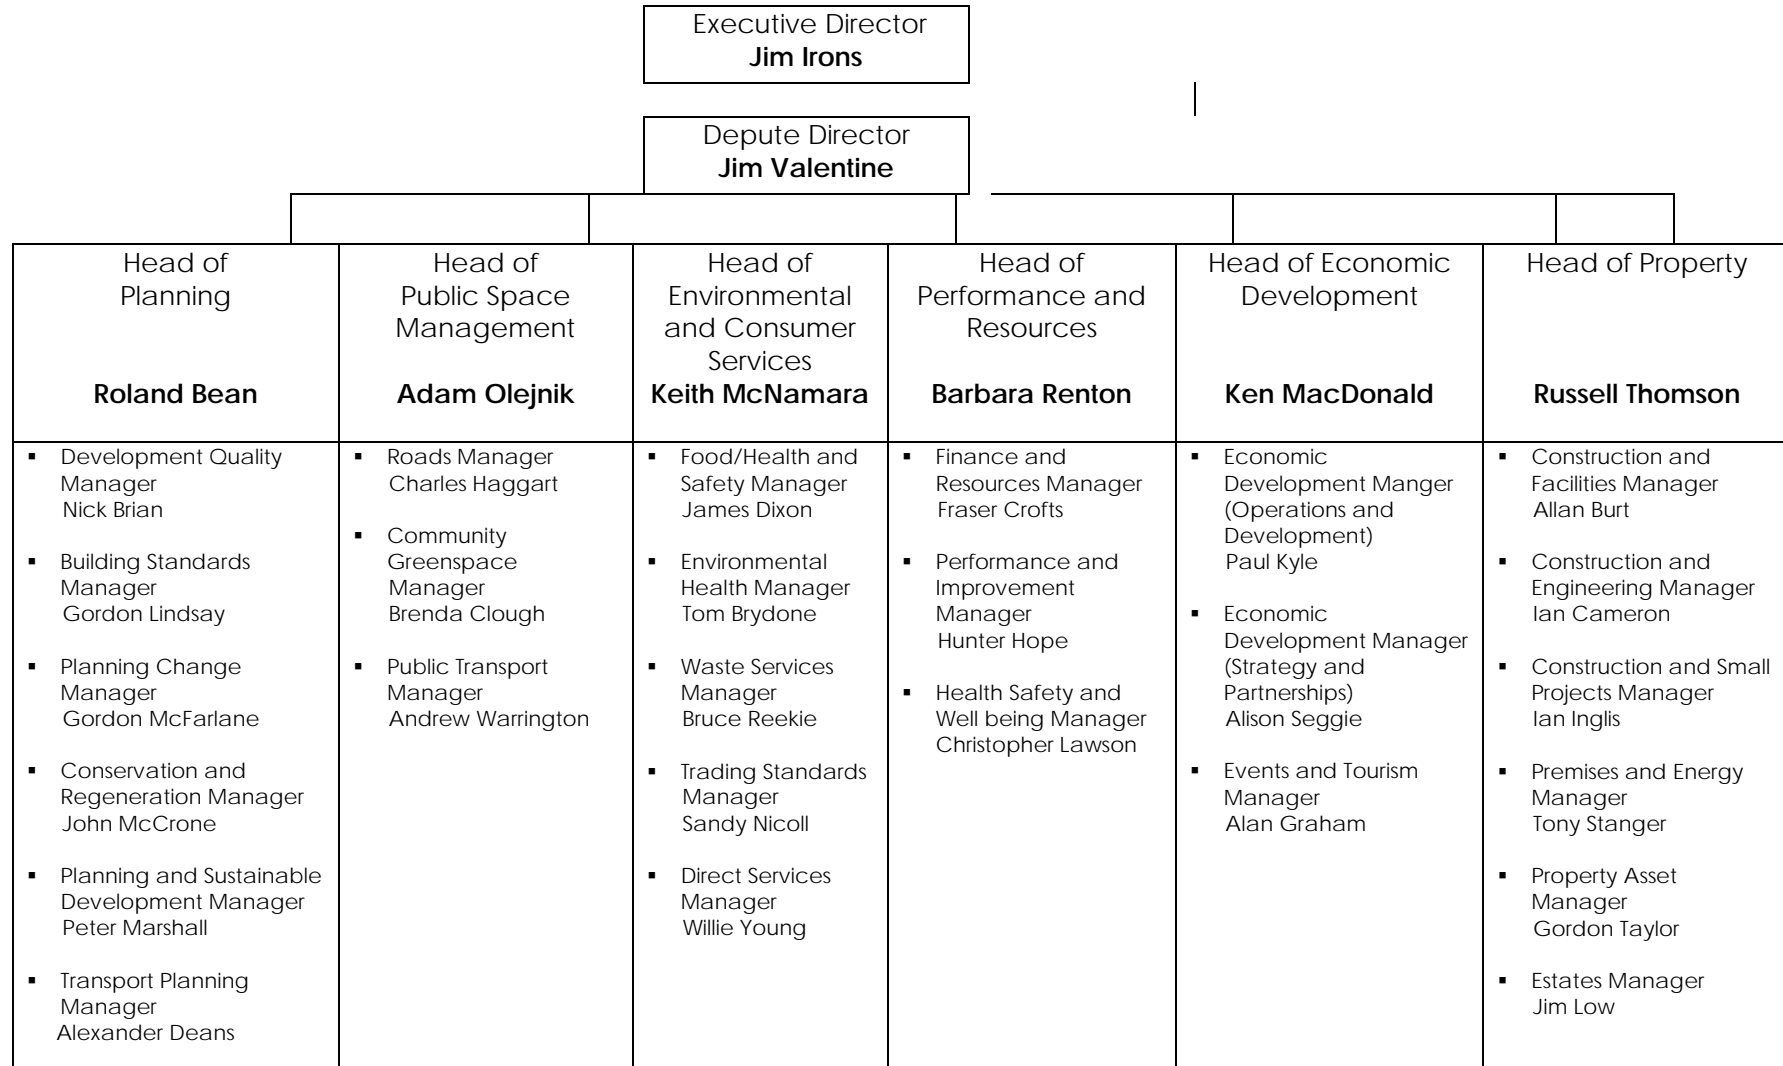 Executive Director
Jim Irons
Depute Director
Jim Valentine
Head of
Planning
Roland Bean
Head of
Public Space
Management
Adam Olejnik
Head of
Environmental
and Consumer
Services
Keith McNamara
Head of
Performance and
Resources
Barbara Renton
Head of Economic
Development
Ken MacDonald
Head of Property
Russell Thomson
▪ Development Quality
Manager
Nick Brian
▪ Building Standards
Manager
Gordon Lindsay
▪ Planning Change
Manager
Gordon McFarlane
▪ Conservation and
Regeneration Manager
John McCrone
▪ Planning and Sustainable
Development Manager
Peter Marshall
▪ Transport Planning
Manager
Alexander Deans
▪ Roads Manager
Charles Haggart
▪ Community
Greenspace
Manager
Brenda Clough
▪ Public Transport
Manager
Andrew Warrington
▪ Food/Health and
Safety Manager
James Dixon
▪ Environmental
Health Manager
Tom Brydone
▪ Waste Services
Manager
Bruce Reekie
▪ Trading Standards
Manager
Sandy Nicoll
▪ Direct Services
Manager
Willie Young
▪ Finance and
Resources Manager
Fraser Crofts
▪ Performance and
Improvement
Manager
Hunter Hope
▪ Health Safety and
Well being Manager
Christopher Lawson
▪ Economic
Development Manger
(Operations and
Development)
Paul Kyle
▪ Economic
Development Manager
(Strategy and
Partnerships)
Alison Seggie
▪ Events and Tourism
Manager
Alan Graham
▪ Construction and
Facilities Manager
Allan Burt
▪ Construction and
Engineering Manager
Ian Cameron
▪ Construction and Small
Projects Manager
Ian Inglis
▪ Premises and Energy
Manager
Tony Stanger
▪ Property Asset
Manager
Gordon Taylor
▪ Estates Manager
Jim Low